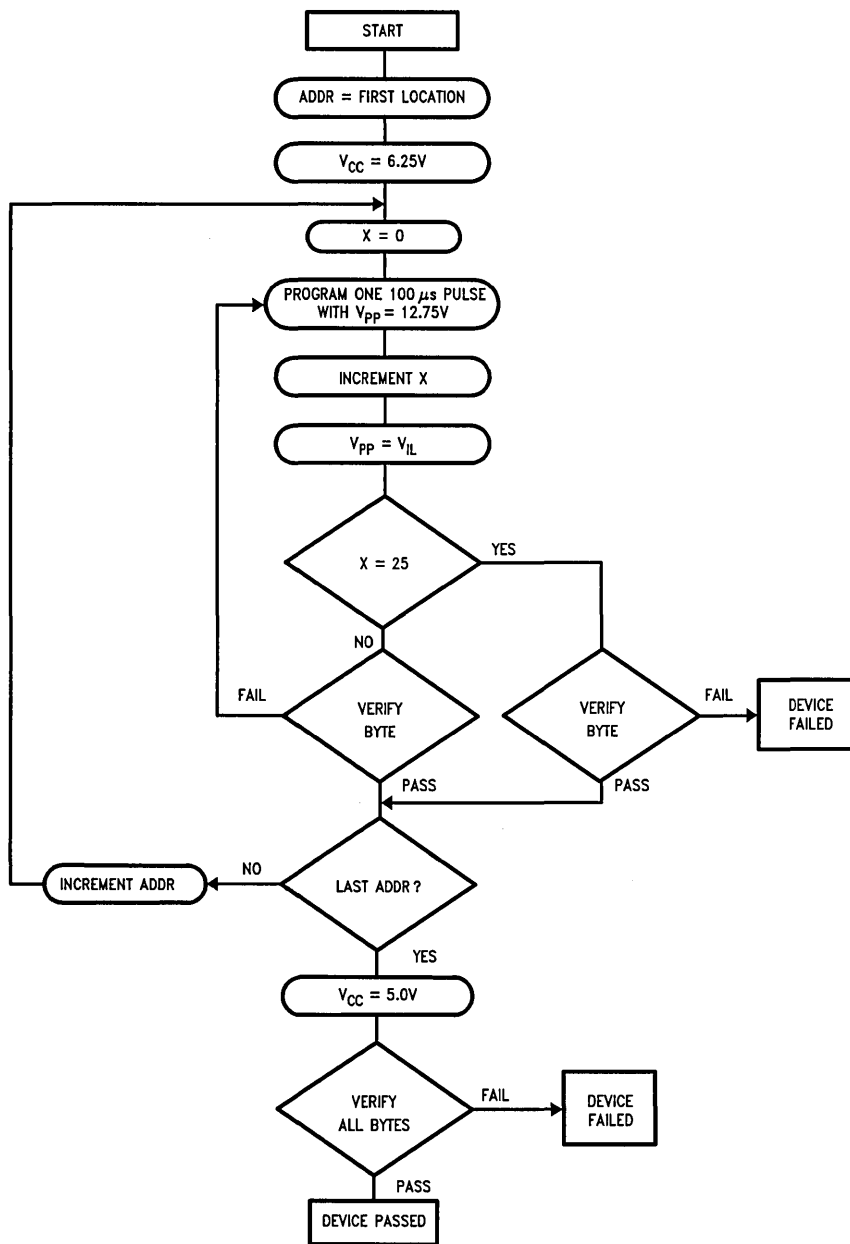 START
ADDR = FIRST LOCATION
VCC = 6.25V
X = 0
PROGRAM ONE 100 μs PULSE
WITH VPP = 12.75V
INCREMENT X
VPP = VIL
X = 25
YES
NO
FAIL
VERIFY
BYTE
PASS
VERIFY
BYTE
FAIL
DEVICE
FAILED
PASS
LAST ADDR?
NO
INCREMENT ADDR
YES
VCC = 5.0V
VERIFY
ALL BYTES
FAIL
DEVICE
FAILED
PASS
DEVICE PASSED